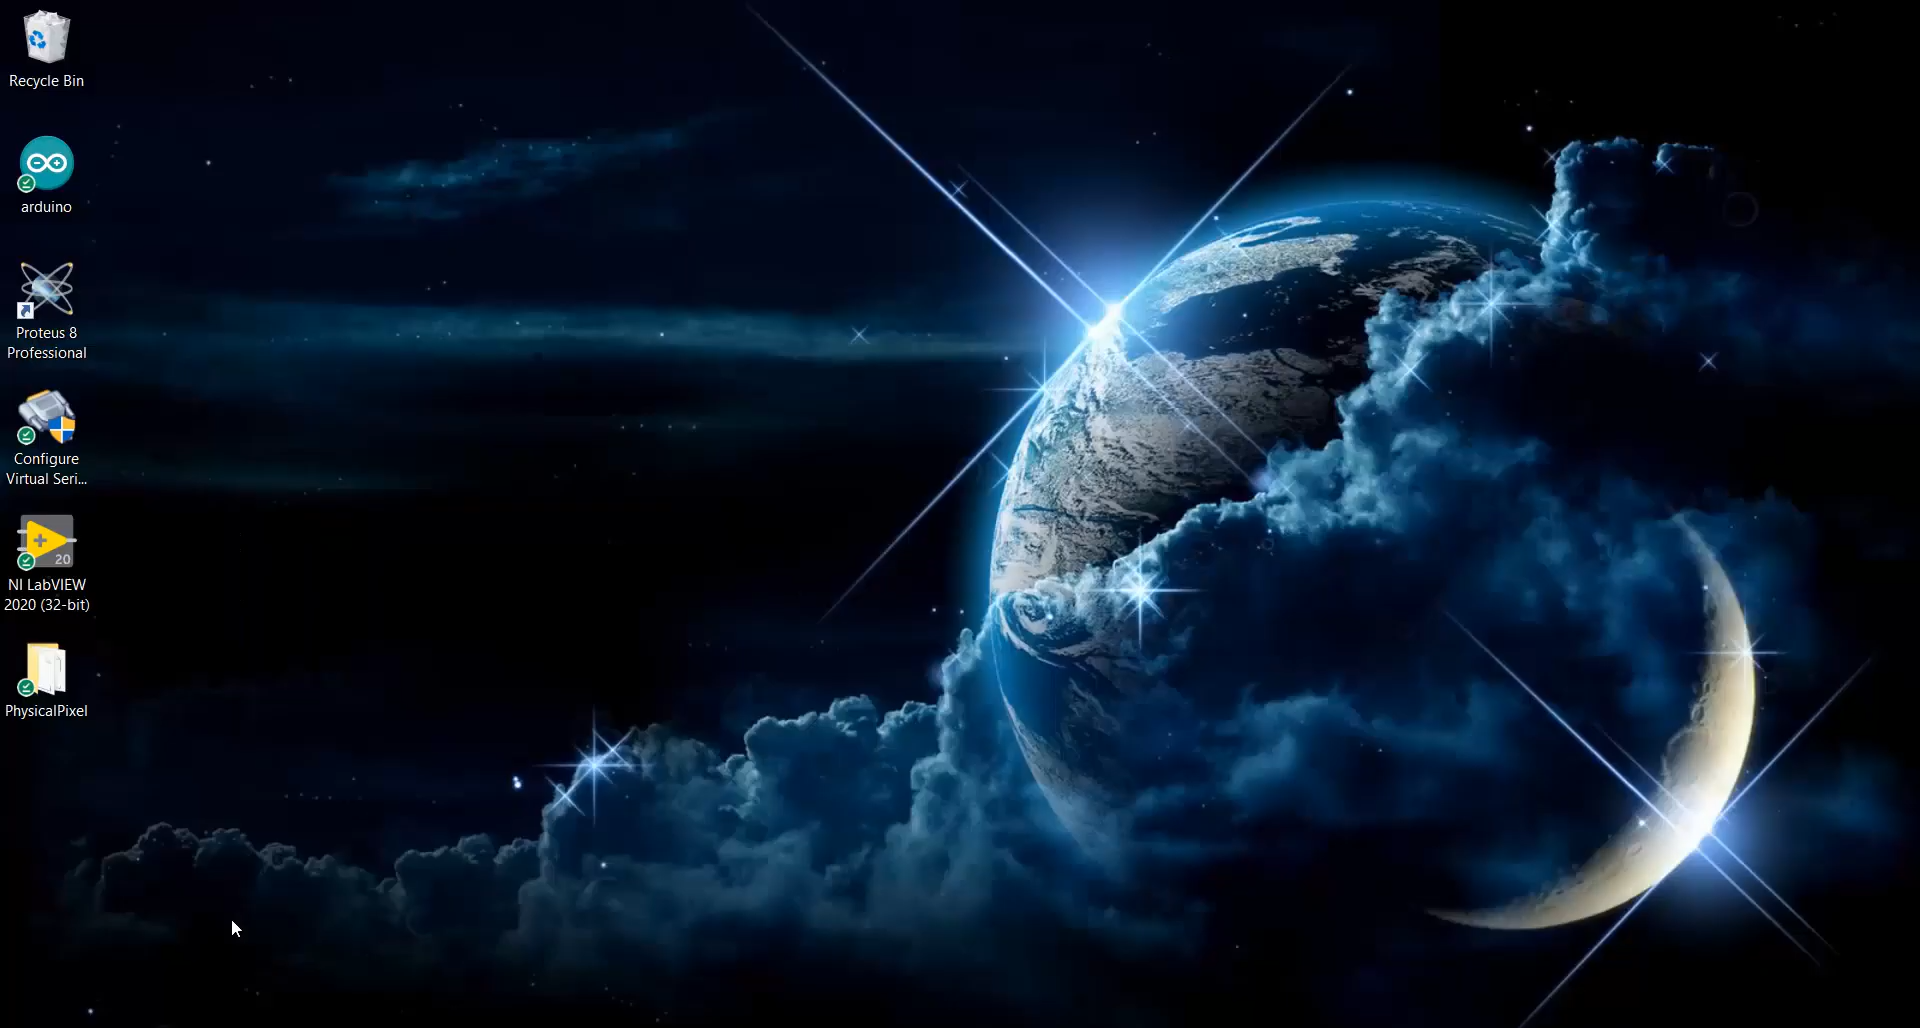 Recycle Bin
arduino
Proteus 8
Professional
Configure
Virtual Seri...
20
NI LabVIEW
2020 (32-bit)
PhysicalPixel